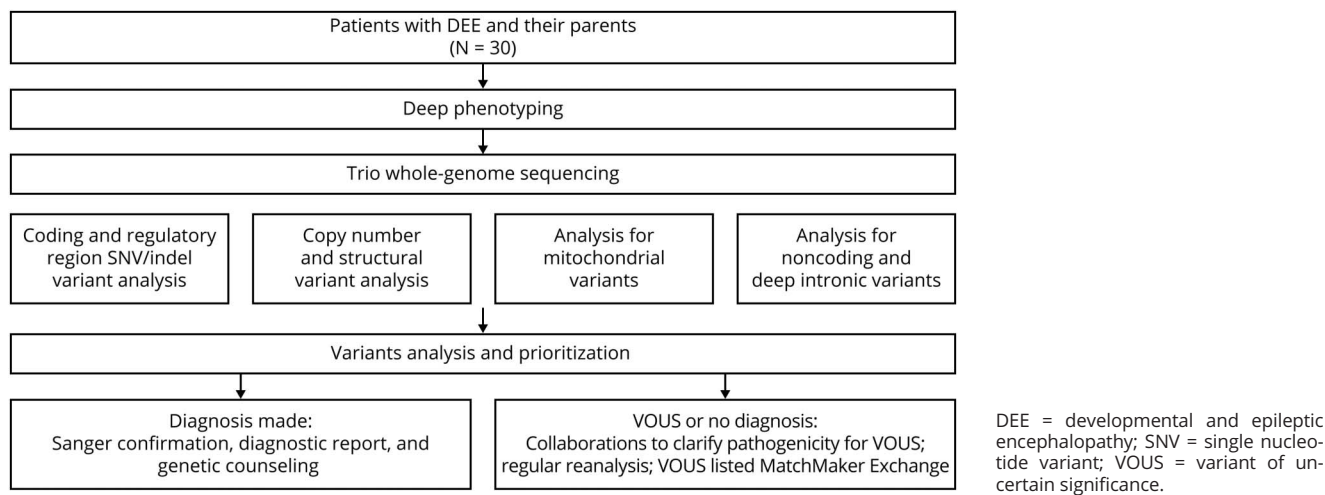 Patients with DEE and their parents
(N = 30)
Deep phenotyping
Trio whole-genome sequencing
Coding and regulatory
region SNV/indel
variant analysis
Copy number
and structural
variant analysis
Analysis for
mitochondrial
variants
Analysis for
noncoding and
deep intronic variants
Variants analysis and prioritization
Diagnosis made:
Sanger confirmation, diagnostic report, and
genetic counseling
VOUS or no diagnosis:
Collaborations to clarify pathogenicity for VOUS;
regular reanalysis; VOUS listed MatchMaker Exchange
DEE = developmental and epileptic
encephalopathy; SNV = single nucleo-
tide variant; VOUS = variant of un-
certain significance.